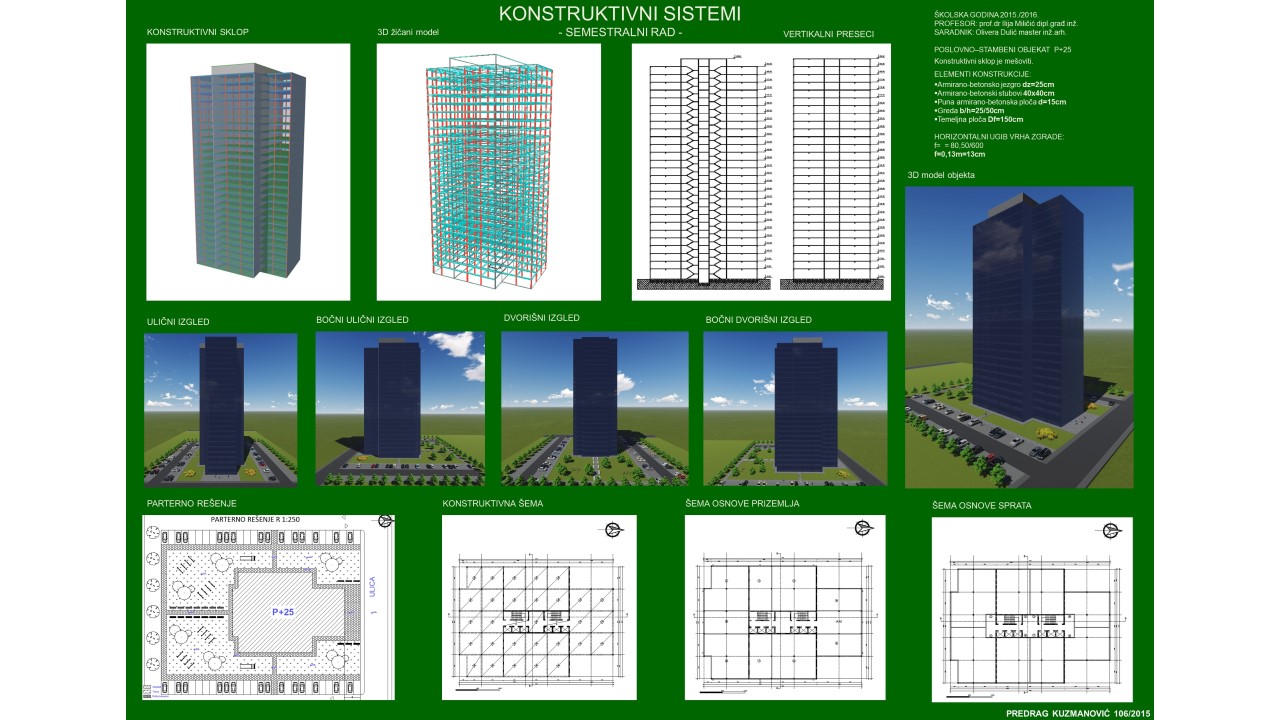 KONSTRUKTIVNI SISTEMI
- SEMESTRALNI RAD -
KONSTRUKTIVNI SKLOP
3D žičani model
VERTIKALNI PRESECI
ŠKOLSKA GODINA 2015./2016.
PROFESOR: prof.dr Ilija Miličić dipl.građ.inž.
SARADNIK: Olivera Dulić master inž.arh.
POSLOVNO–STAMBENI OBJEKAT P+25
Konstruktivni sklop je mešoviti.
ELEMENTI KONSTRUKCIJE:
•Armirano-betonsko jezgro dz=25cm
•Armirano-betonski stubovi 40x40cm
•Puna armirano-betonska ploča d=15cm
•Greda b/h=25/50cm
•Temeljna ploča Df=150cm
HORIZONTALNI UGIB VRHA ZGRADE:
f= = 80,50/600
f=0,13m=13cm
3D model objekta
ULIČNI IZGLED
BOČNI ULIČNI IZGLED
DVORIŠNI IZGLED
BOČNI DVORIŠNI IZGLED
PARTERNO REŠENJE
KONSTRUKTIVNA ŠEMA
ŠEMA OSNOVE PRIZEMLJA
ŠEMA OSNOVE SPRATA
PARTERNO REŠENJE R 1:250
P+25
ULICA 1
PREDRAG KUZMANOVIĆ 106/2015